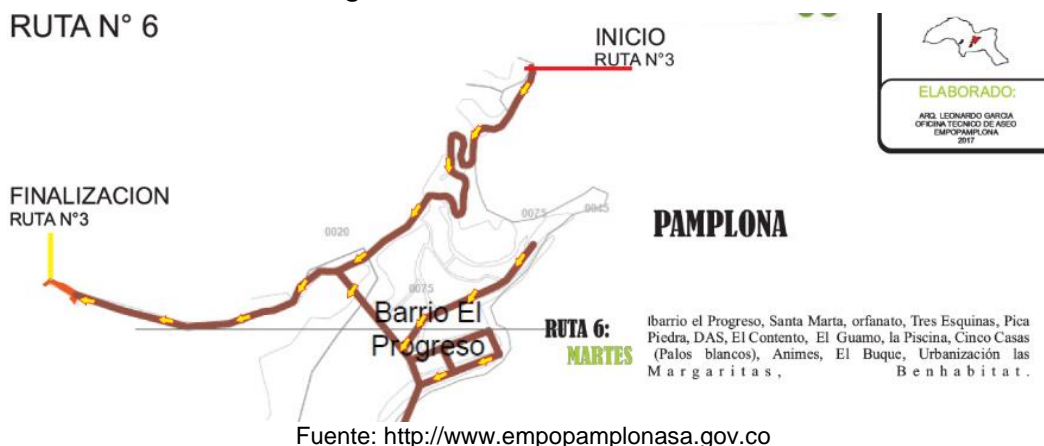 RUTA N° 6
INICIO
RUTA N°3
ELABORADO:
ARQ. LEONARDO GARCIA
OFICINA TECNICO DE ASEO
EMPOPAMPLONA
2017
FINALIZACION
RUTA N°3
0075
0045
0020
0075
PAMPLONA
Barrio El
Progreso
RUTA 6:
MARTES
Ibarrio el Progreso, Santa Marta, orfanato, Tres Esquinas, Pica
Piedra, DAS, El Contento, El Guamo, la Piscina, Cinco Casas
(Palos blancos), Animes, El Buque, Urbanización las
Margaritas, Benhabitat.
Fuente: http://www.empopamplonasa.gov.co